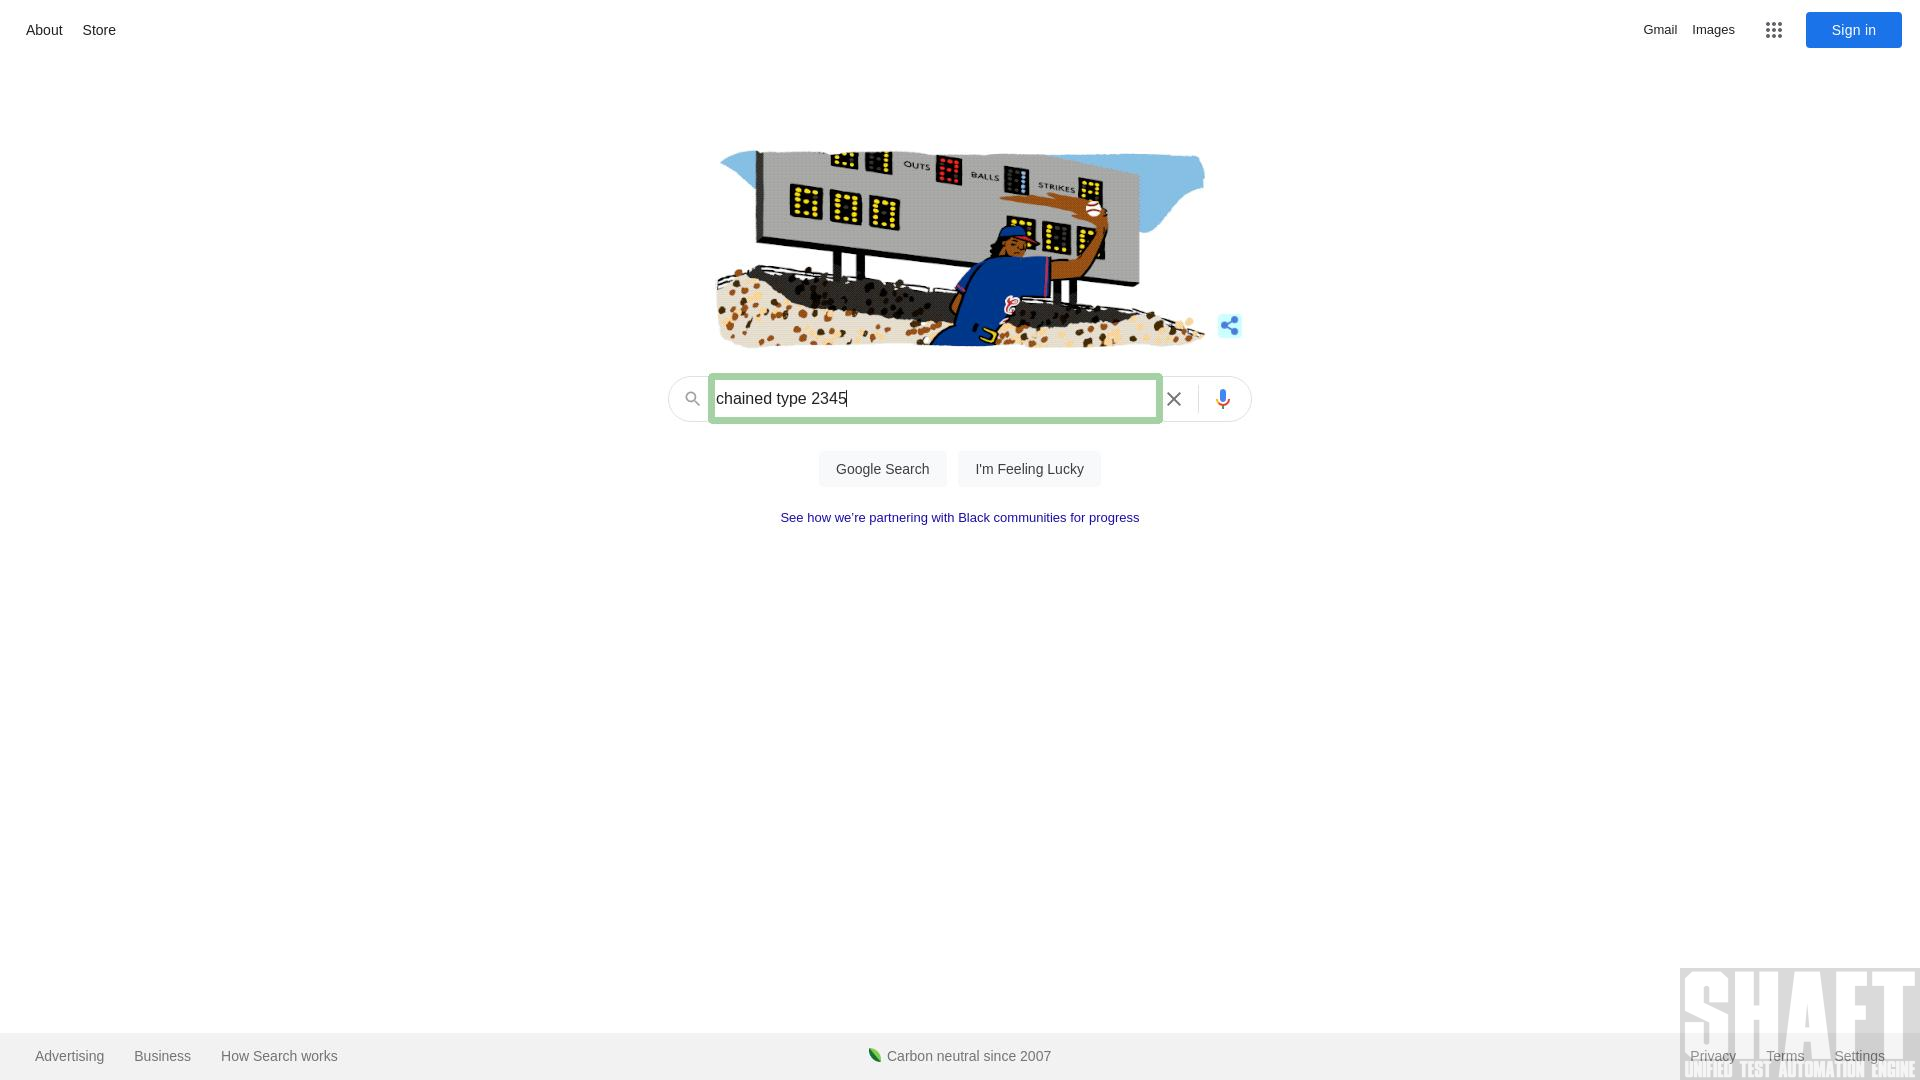 About Store
Gmail Images Sign in
OUTS BALLS STRIKES
chained type 2345
Google Search I'm Feeling Lucky
See how we’re partnering with Black communities for progress
Advertising Business How Search works
Carbon neutral since 2007
Privacy Terms Settings
SHAFT
UNIFIED TEST AUTOMATION ENGINE